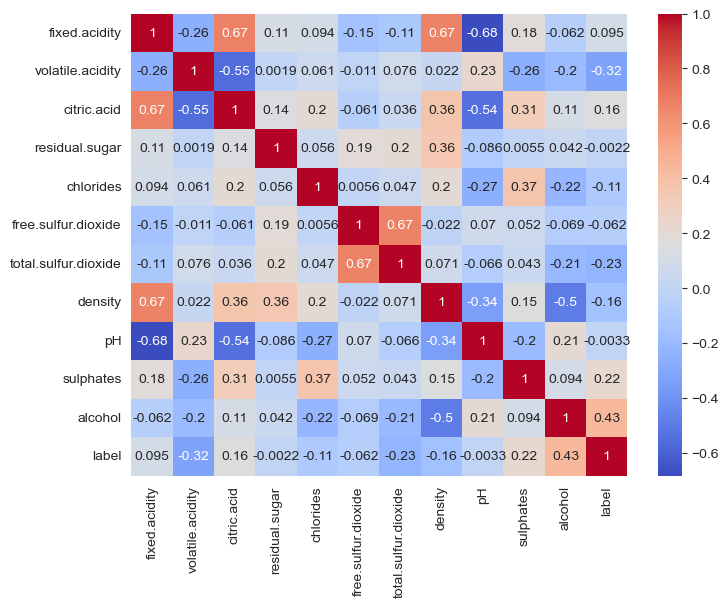 fixed.acidity 1 -0.26 0.67 0.11 0.094 -0.15 -0.11 0.67 -0.68 0.18 -0.062 0.095
volatile.acidity -0.26 1 -0.55 0.0019 0.061 -0.011 0.076 0.022 0.23 -0.26 -0.2 -0.32
citric.acid 0.67 -0.55 1 0.14 0.2 -0.061 0.036 0.36 -0.54 0.31 0.11 0.16
residual.sugar 0.11 0.0019 0.14 1 0.056 0.19 0.2 0.36 -0.086 0.0055 0.042 -0.0022
chlorides 0.094 0.061 0.2 0.056 1 0.0056 0.047 0.2 -0.27 0.37 -0.22 -0.11
free.sulfur.dioxide -0.15 -0.011 -0.061 0.19 0.0056 1 0.67 -0.022 0.07 0.052 -0.069 -0.062
total.sulfur.dioxide -0.11 0.076 0.036 0.2 0.047 0.67 1 0.071 -0.066 0.043 -0.21 -0.23
density 0.67 0.022 0.36 0.36 0.2 -0.022 0.071 1 -0.34 0.15 -0.5 -0.16
pH -0.68 0.23 -0.54 -0.086 -0.27 0.07 -0.066 -0.34 1 -0.2 0.21 -0.0033
sulphates 0.18 -0.26 0.31 0.0055 0.37 0.052 0.043 0.15 -0.2 1 0.094 0.22
alcohol -0.062 -0.2 0.11 0.042 -0.22 -0.069 -0.21 -0.5 0.21 0.094 1 0.43
label 0.095 -0.32 0.16 -0.0022 -0.11 -0.062 -0.23 -0.16 -0.0033 0.22 0.43 1
fixed.acidity
volatile.acidity
citric.acid
residual.sugar
chlorides
free.sulfur.dioxide
total.sulfur.dioxide
density
pH
sulphates
alcohol
label
1.0
0.8
0.6
0.4
0.2
0.0
−0.2
−0.4
−0.6